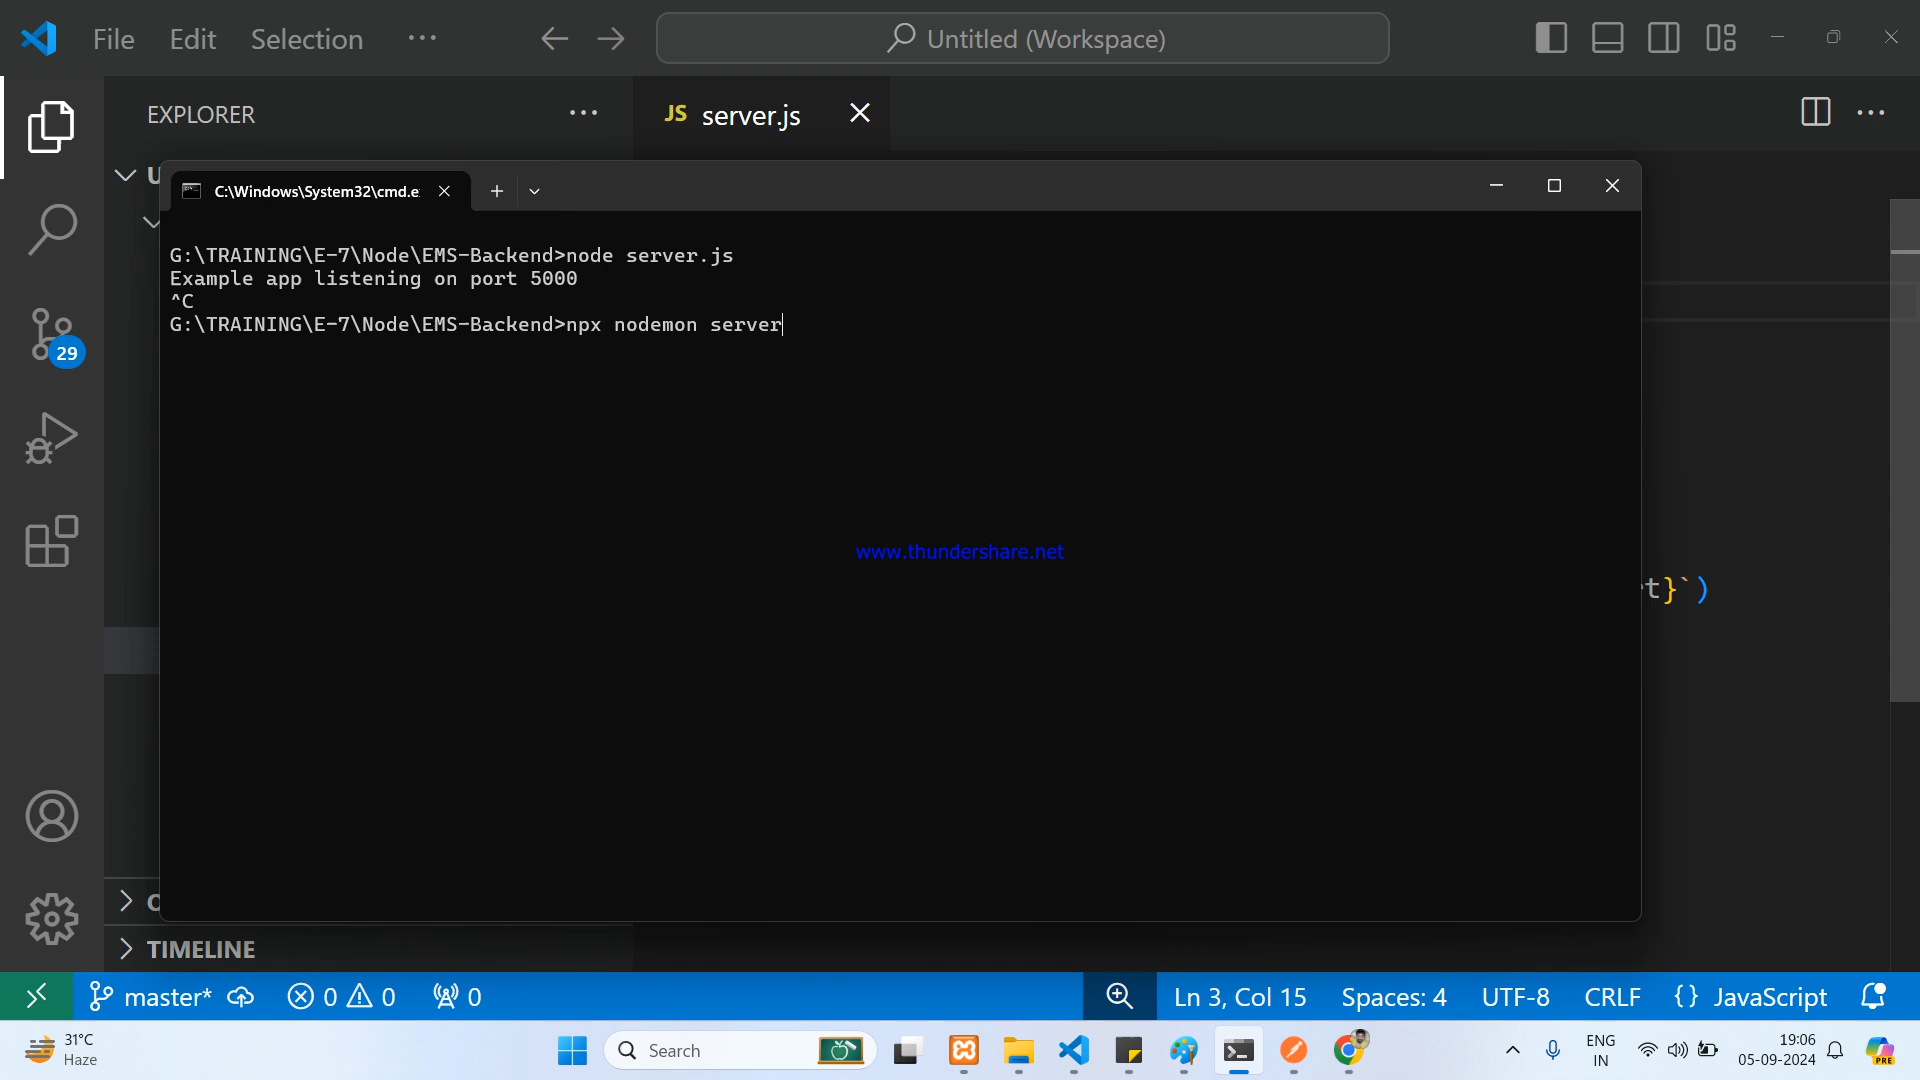 File Edit Selection ···
Untitled (Workspace)
EXPLORER ···
JS server.js
U
C:\Windows\System32\cmd.e
G:\TRAINING\E-7\Node\EMS-Backend>node server.js
Example app listening on port 5000
^C
G:\TRAINING\E-7\Node\EMS-Backend>npx nodemon server
29
www.thundershare.net
t}`)
TIMELINE
master* 0 0 0
Ln 3, Col 15 Spaces: 4 UTF-8 CRLF {} JavaScript
31°C
Haze
Search
ENG
IN
19:06
05-09-2024
PRE